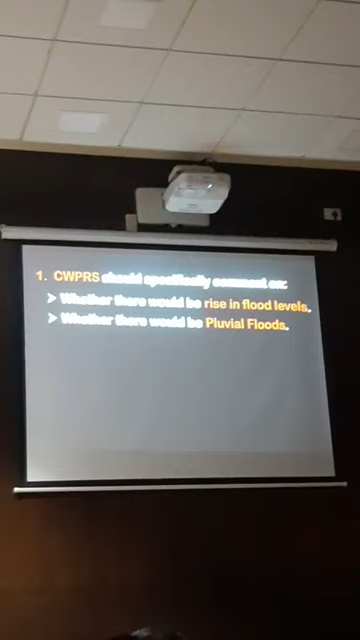 1. CWPRS should specifically comment on:
➢ Whether there would be rise in flood levels.
➢ Whether there would be Pluvial Floods.